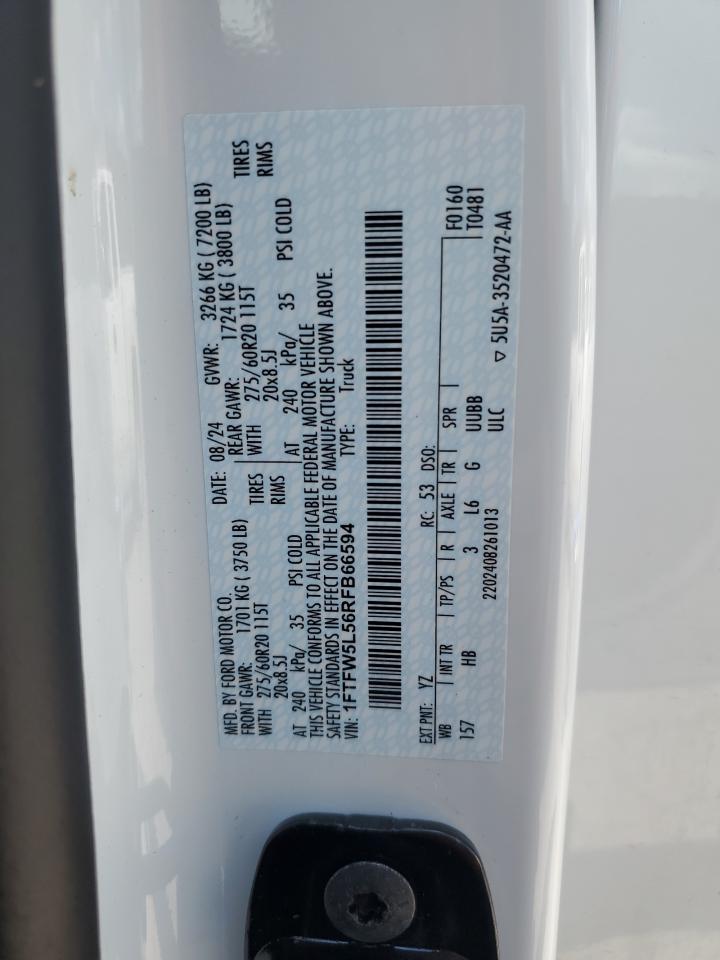 MFD. BY FORD MOTOR CO. DATE: 08/24 GVWR: 3266 KG ( 7200 LB)
FRONT GAWR: 1701 KG ( 3750 LB) REAR GAWR: 1724 KG ( 3800 LB)
WITH 275/60R20 115T TIRES WITH 275/60R20 115T TIRES
20x8.5J RIMS 20x8.5J RIMS
AT 240 kPa/ 35 PSI COLD AT 240 kPa/ 35 PSI COLD
THIS VEHICLE CONFORMS TO ALL APPLICABLE FEDERAL MOTOR VEHICLE
SAFETY STANDARDS IN EFFECT ON THE DATE OF MANUFACTURE SHOWN ABOVE.
VIN: 1FTFW5L56RFB66594 TYPE: Truck
F0160
EXT PNT: YZ RC: 53 DSO: T0481
WB INT TR TP/PS R AXLE TR SPR
157 HB 3 L6 G UUBB
2202408261013 ULC ▽ 5U5A-3520472-AA